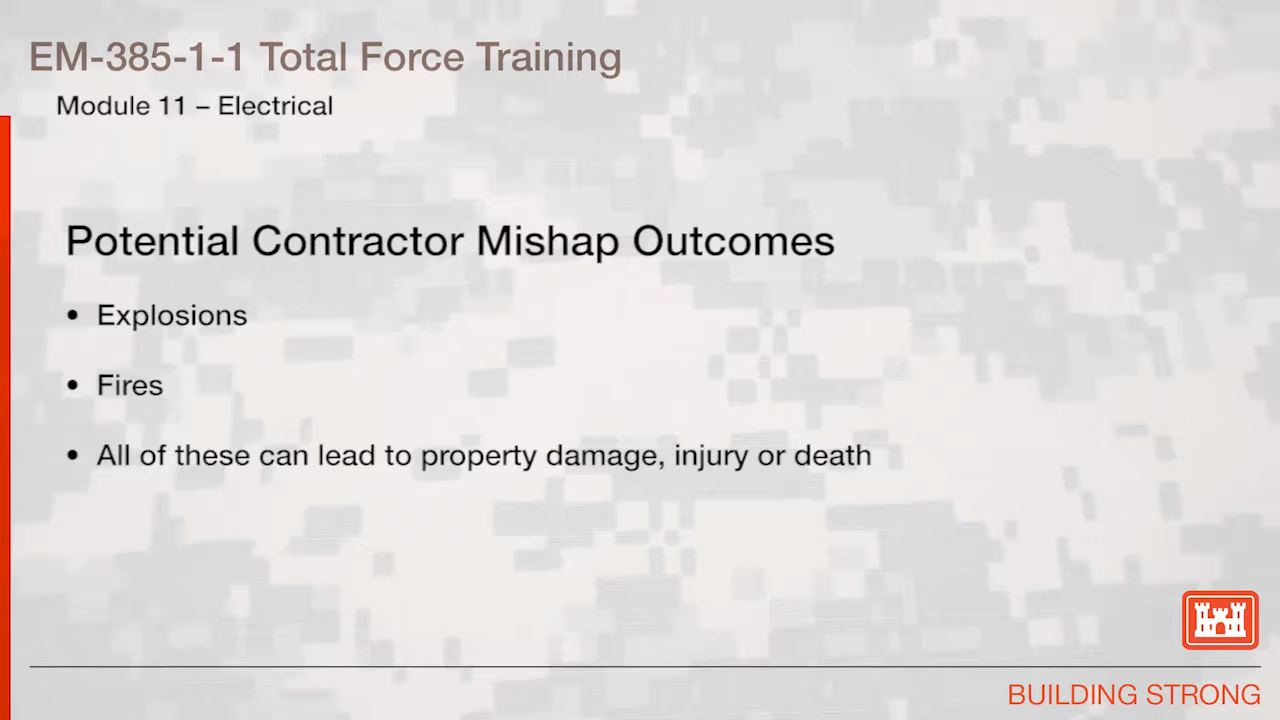 EM-385-1-1 Total Force Training
Module 11 – Electrical
Potential Contractor Mishap Outcomes
• Explosions
• Fires
• All of these can lead to property damage, injury or death
BUILDING STRONG